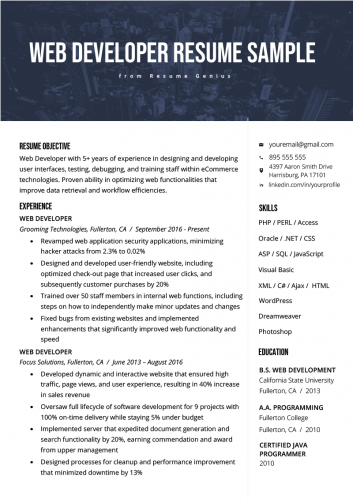 WEB DEVELOPER RESUME SAMPLE
from Resume Genius
RESUME OBJECTIVE
Web Developer with 5+ years of experience in designing and developing
user interfaces, testing, debugging, and training staff within eCommerce
technologies. Proven ability in optimizing web functionalities that
improve data retrieval and workflow efficiencies.
EXPERIENCE
WEB DEVELOPER
Grooming Technologies, Fullerton, CA / September 2016 - Present
• Revamped web application security applications, minimizing
hacker attacks from 2.3% to 0.02%
• Designed and developed user-friendly website, including
optimized check-out page that increased user clicks, and
subsequently customer purchases by 20%
• Trained over 50 staff members in internal web functions, including
steps on how to independently make minor updates and changes
• Fixed bugs from existing websites and implemented
enhancements that significantly improved web functionality and
speed
WEB DEVELOPER
Focus Solutions, Fullerton, CA / June 2013 – August 2016
• Developed dynamic and interactive website that ensured high
traffic, page views, and user experience, resulting in 40% increase
in sales revenue
• Oversaw full lifecycle of software development for 9 projects with
100% on-time delivery while staying 5% under budget
• Implemented server that expedited document generation and
search functionality by 20%, earning commendation and award
from upper management
• Designed processes for cleanup and performance improvement
that minimized downtime by 13%
youremail@gmail.com
895 555 555
4397 Aaron Smith Drive
Harrisburg, PA 17101
linkedin.com/in/yourprofile
SKILLS
PHP / PERL / Access
Oracle / .NET / CSS
ASP / SQL / JavaScript
Visual Basic
XML / C# / Ajax / HTML
WordPress
Dreamweaver
Photoshop
EDUCATION
B.S. WEB DEVELOPMENT
California State University
Fullerton, CA / 2013
A.A. PROGRAMMING
Fullerton College
Fullerton, CA / 2010
CERTIFIED JAVA
PROGRAMMER
2010